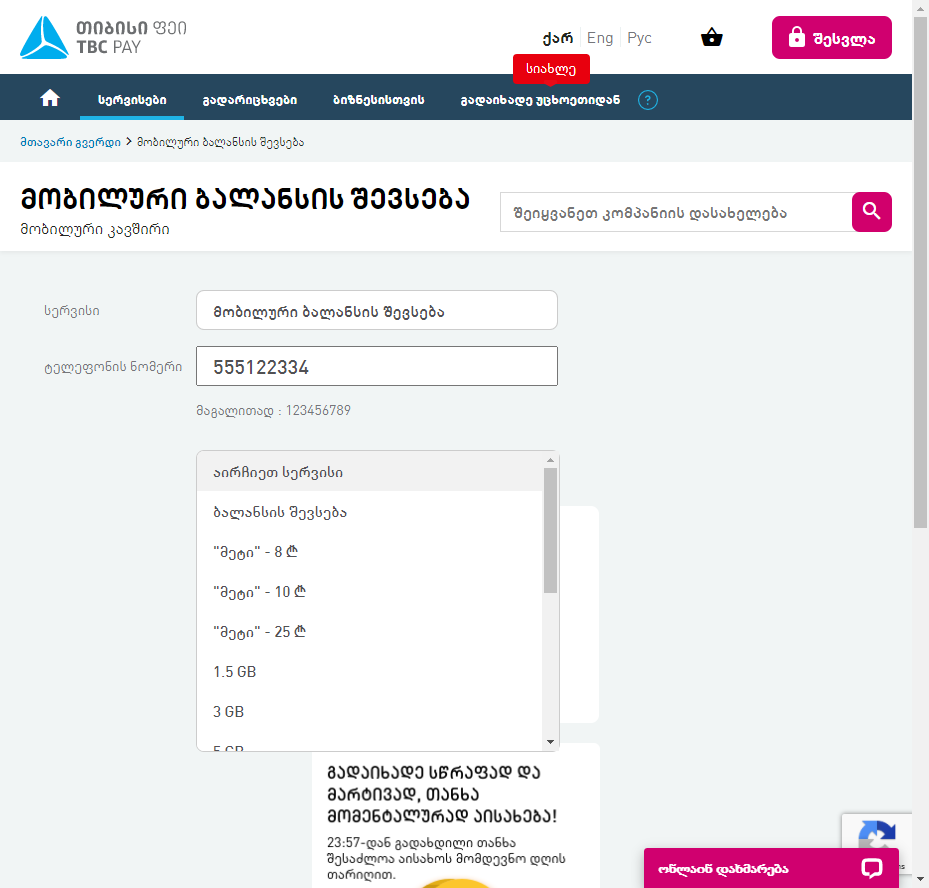 თიბისი ფეი
TBC PAY
ქარ Eng Рус
შესვლა
სიახლე
სერვისები გადარიცხვები ბიზნესისთვის გადაიხადე უცხოეთიდან ?
მთავარი გვერდი > მობილური ბალანსის შევსება
მობილური ბალანსის შევსება
მობილური კავშირი
შეიყვანეთ კომპანიის დასახელება
სერვისი
მობილური ბალანსის შევსება
ტელეფონის ნომერი
555122334
მაგალითად : 123456789
აირჩიეთ სერვისი
ბალანსის შევსება
"მეტი" - 8 ₾
"მეტი" - 10 ₾
"მეტი" - 25 ₾
1.5 GB
3 GB
5 GB
გადაიხადე სწრაფად და
მარტივად, თანხა
მომენტალურად აისახება!
23:57-დან გადახდილი თანხა
შესაძლოა აისახოს მომდევნო დღის
თარიღით.
ონლაინ დახმარება